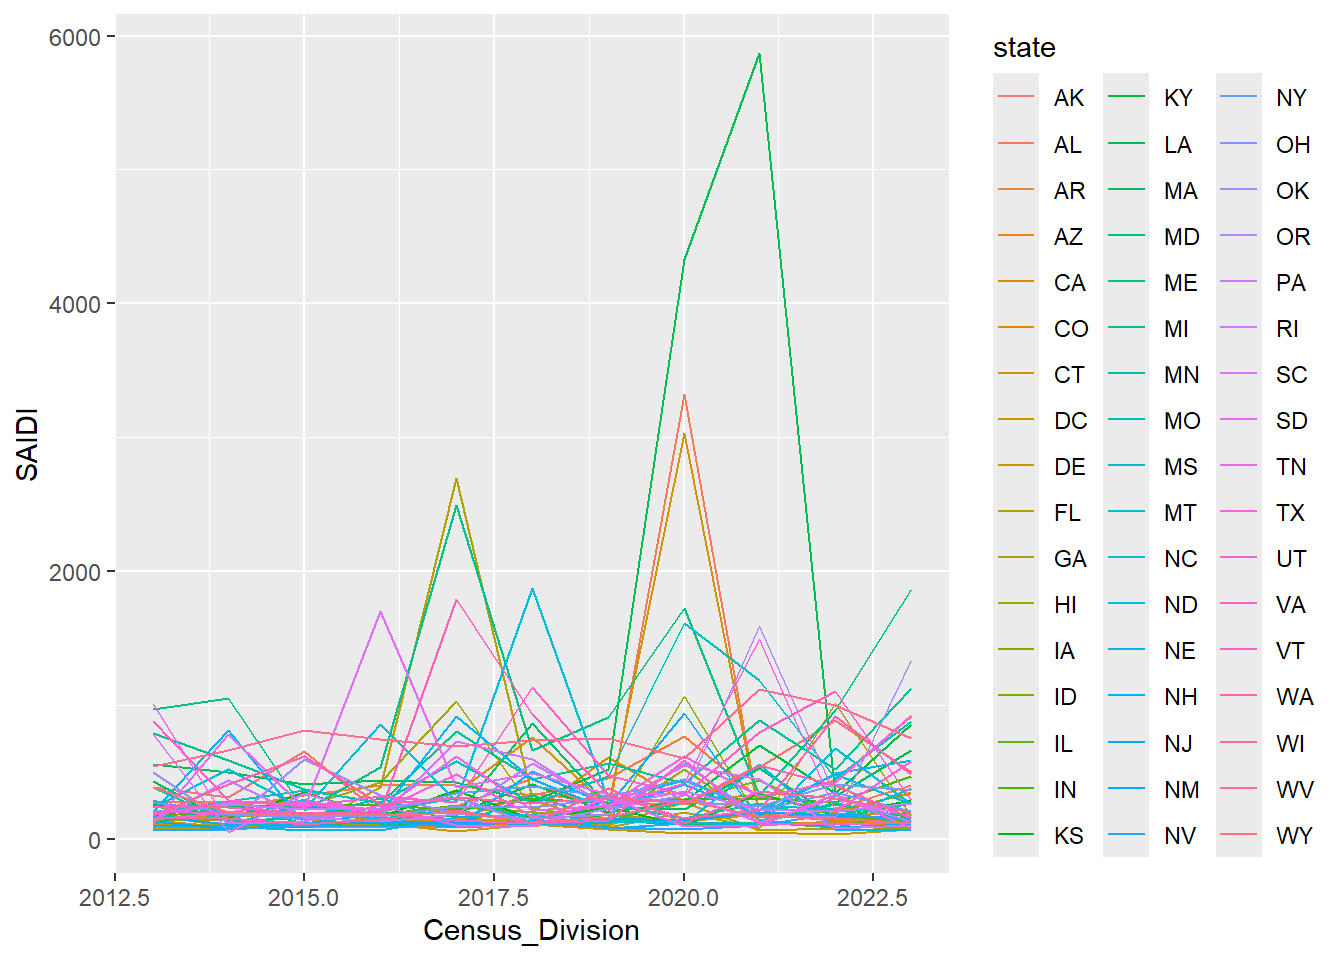 6000
4000
2000
0
SAIDI
2012.5 2015.0 2017.5 2020.0 2022.5
Census_Division
state
AK
AL
AR
AZ
CA
CO
CT
DC
DE
FL
GA
HI
IA
ID
IL
IN
KS
KY
LA
MA
MD
ME
MI
MN
MO
MS
MT
NC
ND
NE
NH
NJ
NM
NV
NY
OH
OK
OR
PA
RI
SC
SD
TN
TX
UT
VA
VT
WA
WI
WV
WY